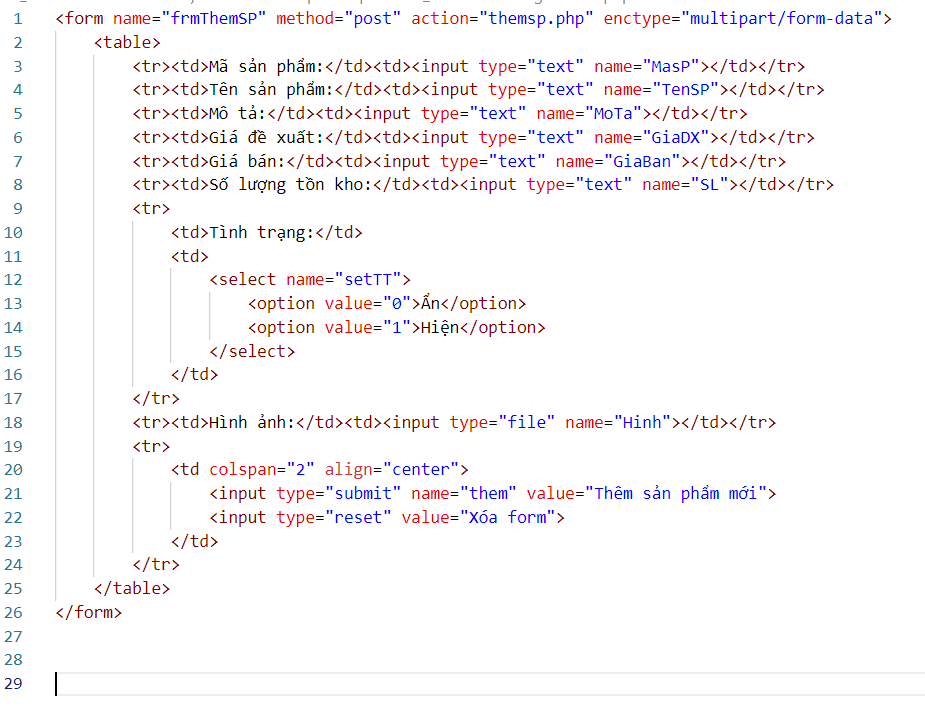 1 <form name="frmThemSP" method="post" action="themsp.php" enctype="multipart/form-data">
2 <table>
3 <tr><td>Mã sản phẩm:</td><td><input type="text" name="MasP"></td></tr>
4 <tr><td>Tên sản phẩm:</td><td><input type="text" name="TenSP"></td></tr>
5 <tr><td>Mô tả:</td><td><input type="text" name="MoTa"></td></tr>
6 <tr><td>Giá đề xuất:</td><td><input type="text" name="GiaDX"></td></tr>
7 <tr><td>Giá bán:</td><td><input type="text" name="GiaBan"></td></tr>
8 <tr><td>Số lượng tồn kho:</td><td><input type="text" name="SL"></td></tr>
9 <tr>
10 <td>Tình trạng:</td>
11 <td>
12 <select name="setTT">
13 <option value="0">Ẩn</option>
14 <option value="1">Hiện</option>
15 </select>
16 </td>
17 </tr>
18 <tr><td>Hình ảnh:</td><td><input type="file" name="Hinh"></td></tr>
19 <tr>
20 <td colspan="2" align="center">
21 <input type="submit" name="them" value="Thêm sản phẩm mới">
22 <input type="reset" value="Xóa form">
23 </td>
24 </tr>
25 </table>
26 </form>
27
28
29